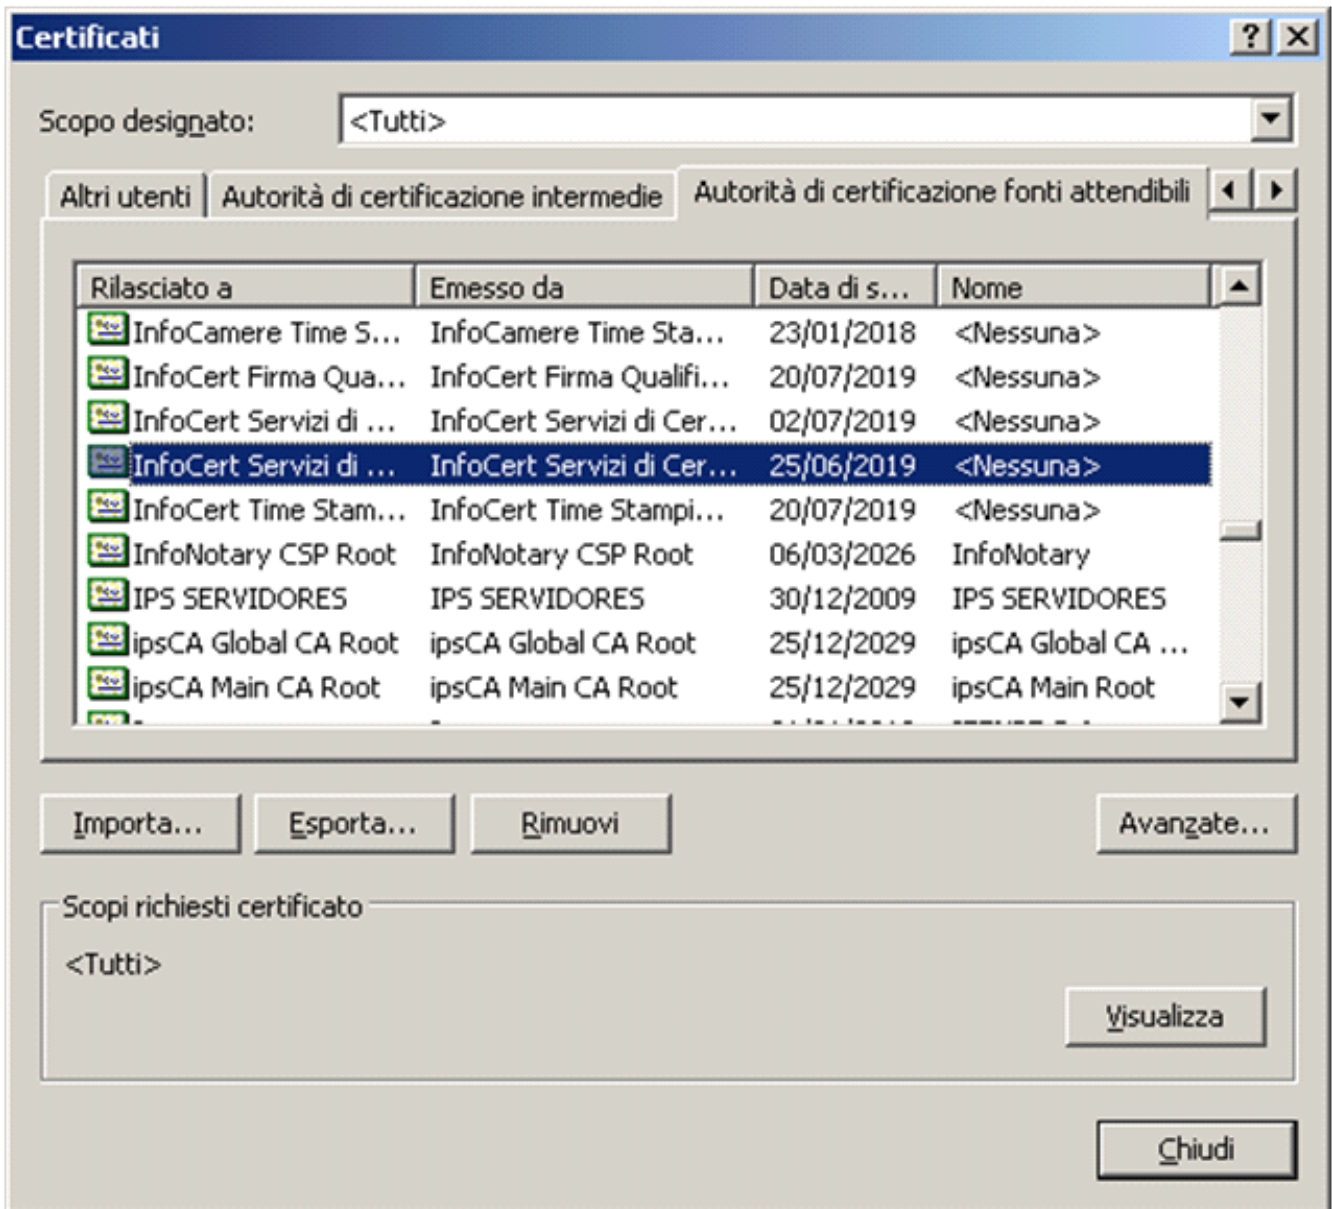 Certificati
Scopo designato: <Tutti>
Altri utenti Autorità di certificazione intermedie Autorità di certificazione fonti attendibili
Rilasciato a Emesso da Data di s... Nome
InfoCamere Time S... InfoCamere Time Sta... 23/01/2018 <Nessuna>
InfoCert Firma Qua... InfoCert Firma Qualifi... 20/07/2019 <Nessuna>
InfoCert Servizi di ... InfoCert Servizi di Cer... 02/07/2019 <Nessuna>
InfoCert Servizi di ... InfoCert Servizi di Cer... 25/06/2019 <Nessuna>
InfoCert Time Stam... InfoCert Time Stampi... 20/07/2019 <Nessuna>
InfoNotary CSP Root InfoNotary CSP Root 06/03/2026 InfoNotary
IPS SERVIDORES IPS SERVIDORES 30/12/2009 IPS SERVIDORES
ipsCA Global CA Root ipsCA Global CA Root 25/12/2029 ipsCA Global CA ...
ipsCA Main CA Root ipsCA Main CA Root 25/12/2029 ipsCA Main Root
Importa... Esporta... Rimuovi Avanzate...
Scopi richiesti certificato
<Tutti>
Visualizza
Chiudi